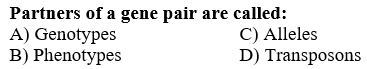 Partners of a gene pair are called:
A) Genotypes C) Alleles
B) Phenotypes D) Transposons